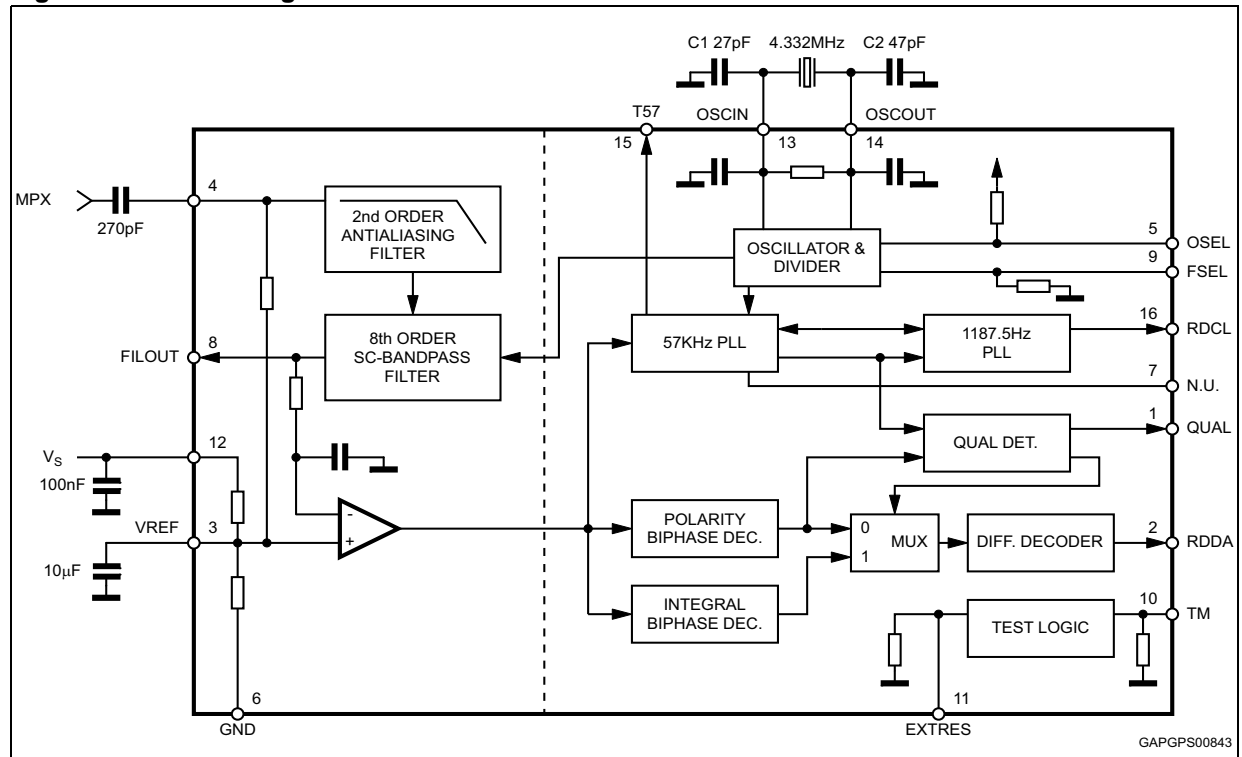 C1 27pF
4.332MHz
C2 47pF
T57
OSCIN
OSCOUT
15
13
14
MPX
270pF
4
2nd ORDER
ANTIALIASING
FILTER
OSCILLATOR &
DIVIDER
5
OSEL
9
FSEL
FILOUT
8
8th ORDER
SC-BANDPASS
FILTER
57KHz PLL
1187.5Hz
PLL
16
RDCL
7
N.U.
VS
12
100nF
QUAL DET.
1
QUAL
VREF
3
10µF
-
+
POLARITY
BIPHASE DEC.
0
1
MUX
DIFF. DECODER
2
RDDA
INTEGRAL
BIPHASE DEC.
TEST LOGIC
10
TM
6
GND
11
EXTRES
GAPGPS00843